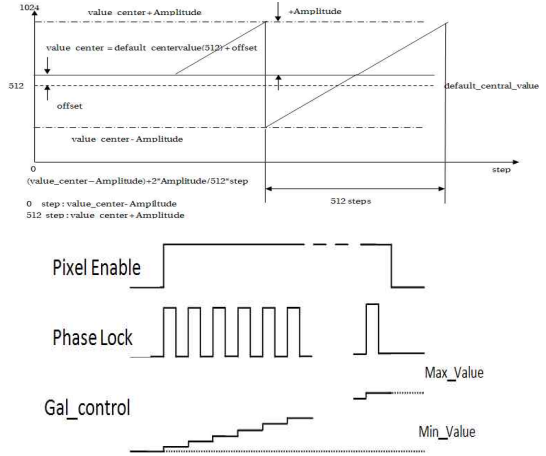 1024
value center+Amplitude
+Amplitude
value center = default centervalue(512) + offset
512
default_central_value
offset
value center- Amplitude
0
step
(value_center−Amplitude)+2*Amplitude/512*step
512 steps
0 step : value_center- Amplitude
512 step : value center + Amplitude
Pixel Enable
Phase Lock
Max_Value
Gal_control
Min_Value